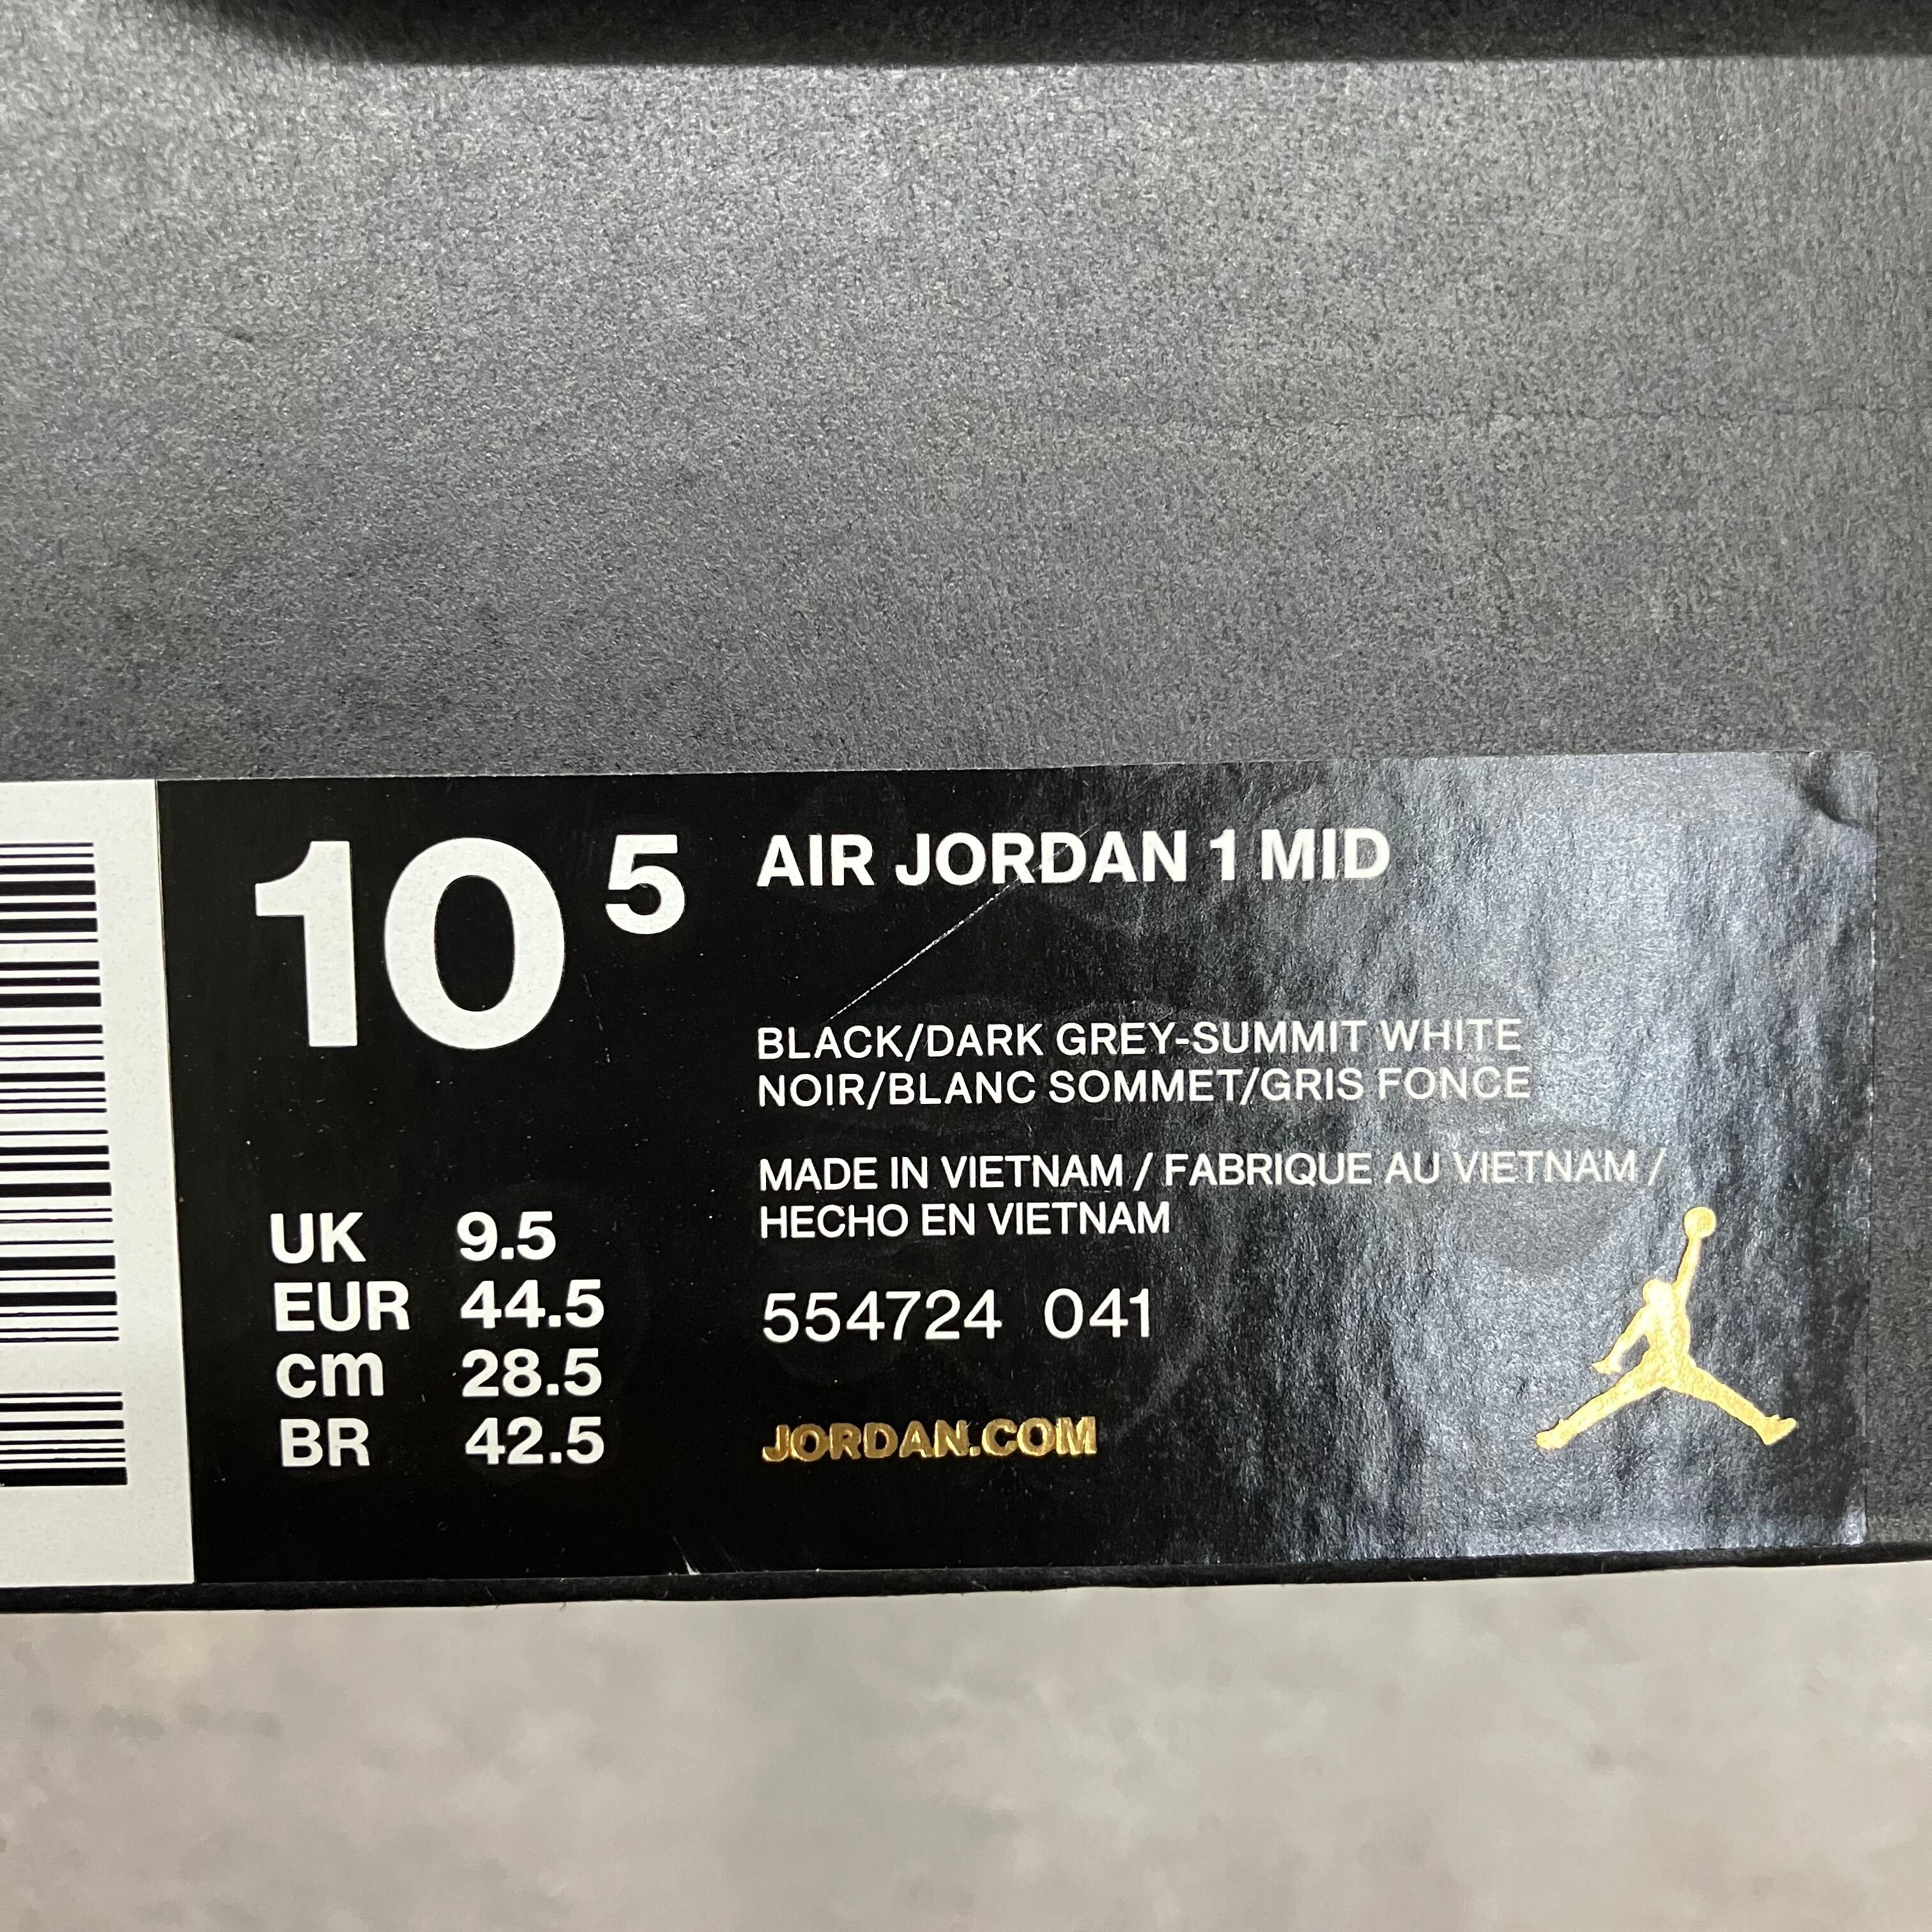 10 5
AIR JORDAN 1 MID
BLACK/DARK GREY-SUMMIT WHITE
NOIR/BLANC SOMMET/GRIS FONCE
MADE IN VIETNAM / FABRIQUE AU VIETNAM /
HECHO EN VIETNAM
UK 9.5
EUR 44.5
cm 28.5
BR 42.5
554724 041
JORDAN.COM